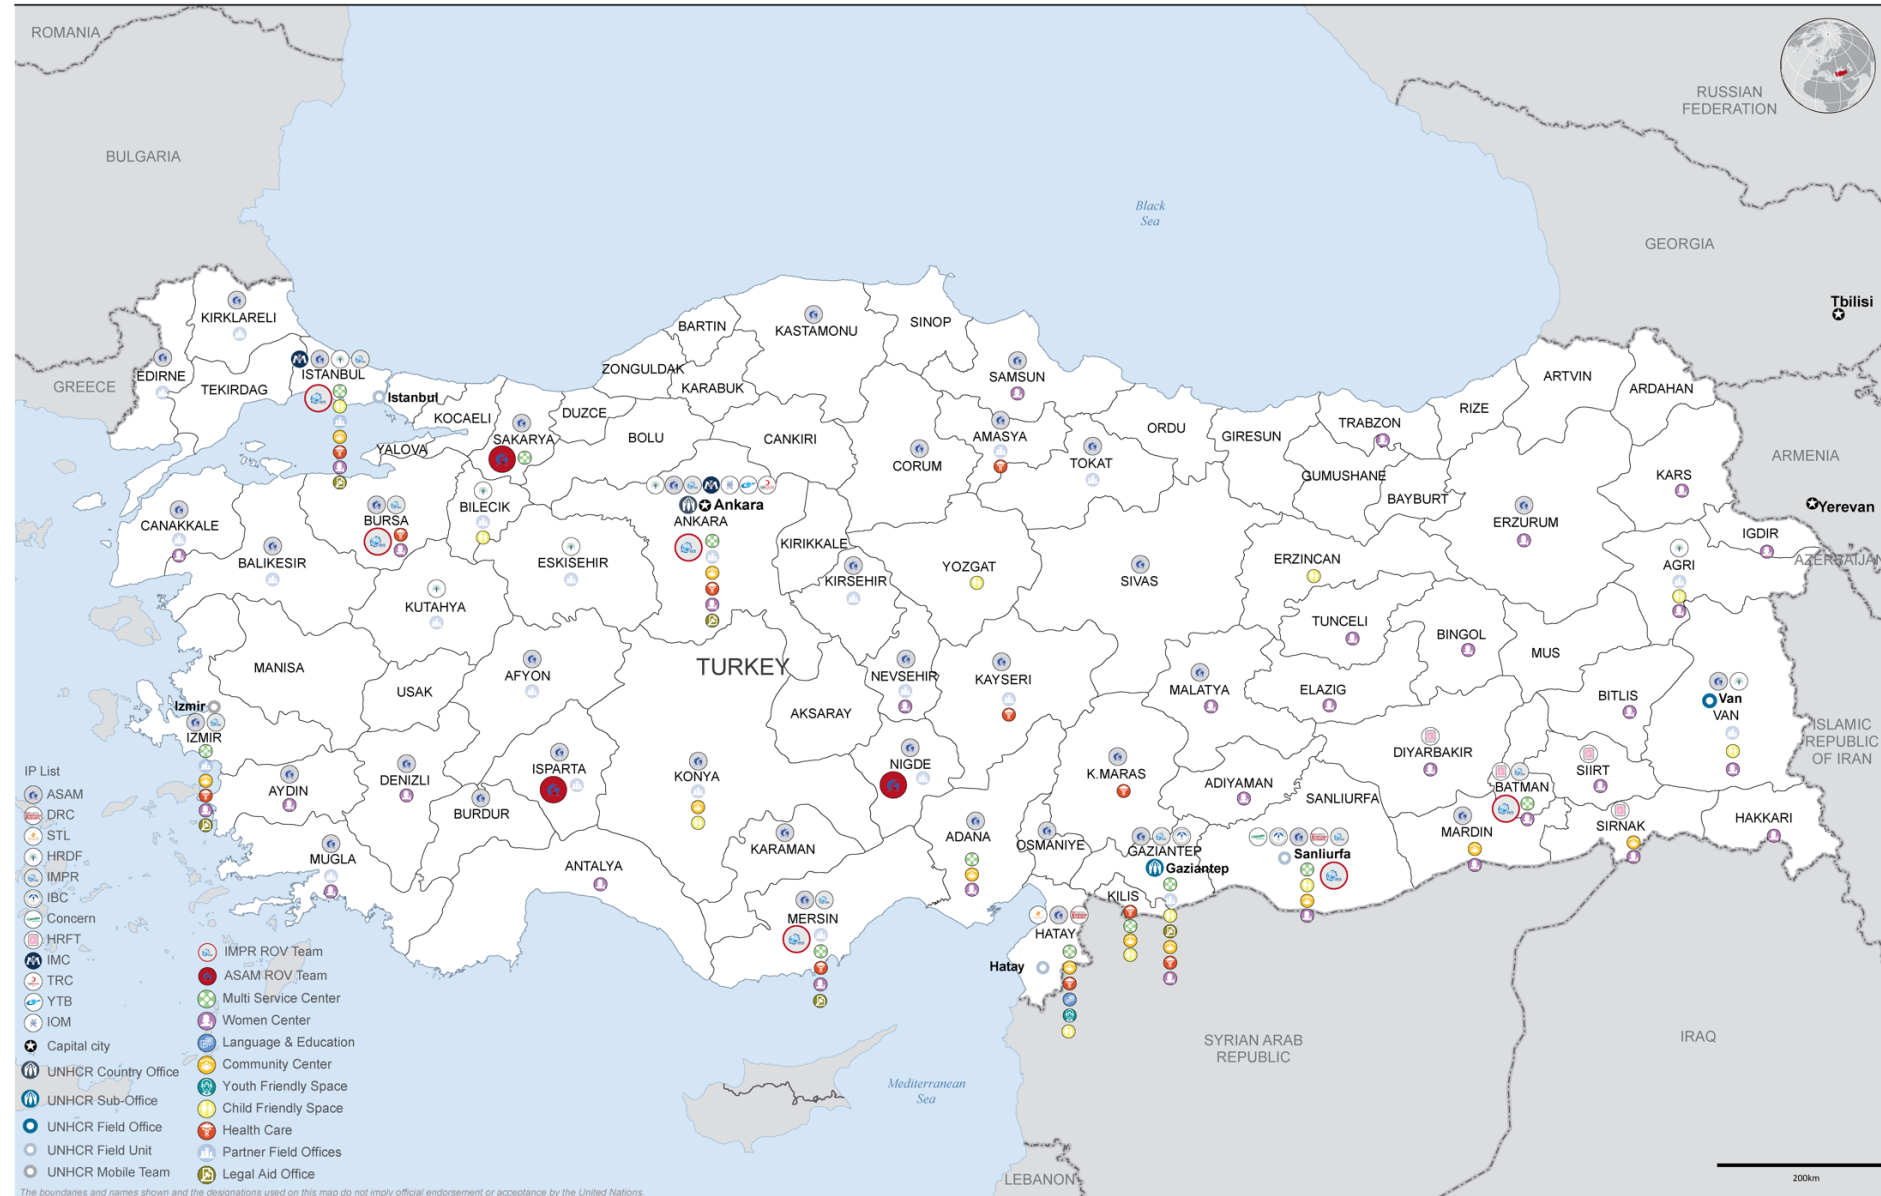 ROMANIA
BULGARIA
GREECE
RUSSIAN
FEDERATION
GEORGIA
Tbilisi
ARMENIA
Yerevan
AZERBAIJAN
ISLAMIC
REPUBLIC
OF IRAN
IRAQ
SYRIAN ARAB
REPUBLIC
LEBANON
Black
Sea
Mediterranean
Sea
TURKEY
KIRKLARELI
EDIRNE
TEKIRDAG
ISTANBUL
Istanbul
KOCAELI
YALOVA
SAKARYA
DUZCE
BOLU
ZONGULDAK
BARTIN
KARABUK
KASTAMONU
SINOP
CANKIRI
SAMSUN
AMASYA
CORUM
TOKAT
ORDU
GIRESUN
TRABZON
RIZE
ARTVIN
ARDAHAN
GUMUSHANE
BAYBURT
KARS
ERZURUM
IGDIR
AGRI
CANAKKALE
BALIKESIR
BURSA
BILECIK
ESKISEHIR
Ankara
ANKARA
KIRIKKALE
KIRSEHIR
YOZGAT
SIVAS
ERZINCAN
TUNCELI
BINGOL
MUS
BITLIS
Van
VAN
KUTAHYA
MANISA
USAK
AFYON
AKSARAY
NEVSEHIR
KAYSERI
MALATYA
ELAZIG
DIYARBAKIR
BATMAN
SIIRT
SIRNAK
HAKKARI
MARDIN
Izmir
IZMIR
AYDIN
DENIZLI
BURDUR
ISPARTA
KONYA
NIGDE
K.MARAS
ADIYAMAN
SANLIURFA
Sanliurfa
MUGLA
ANTALYA
KARAMAN
MERSIN
ADANA
OSMANIYE
GAZIANTEP
Gaziantep
KILIS
HATAY
Hatay
IP List
ASAM
DRC
STL
HRDF
IMPR
IBC
Concern
HRFT
IMC
TRC
YTB
IOM
Capital city
UNHCR Country Office
UNHCR Sub-Office
UNHCR Field Office
UNHCR Field Unit
UNHCR Mobile Team
IMPR ROV Team
ASAM ROV Team
Multi Service Center
Women Center
Language & Education
Community Center
Youth Friendly Space
Child Friendly Space
Health Care
Partner Field Offices
Legal Aid Office
200km
The boundaries and names shown and the designations used on this map do not imply official endorsement or acceptance by the United Nations.